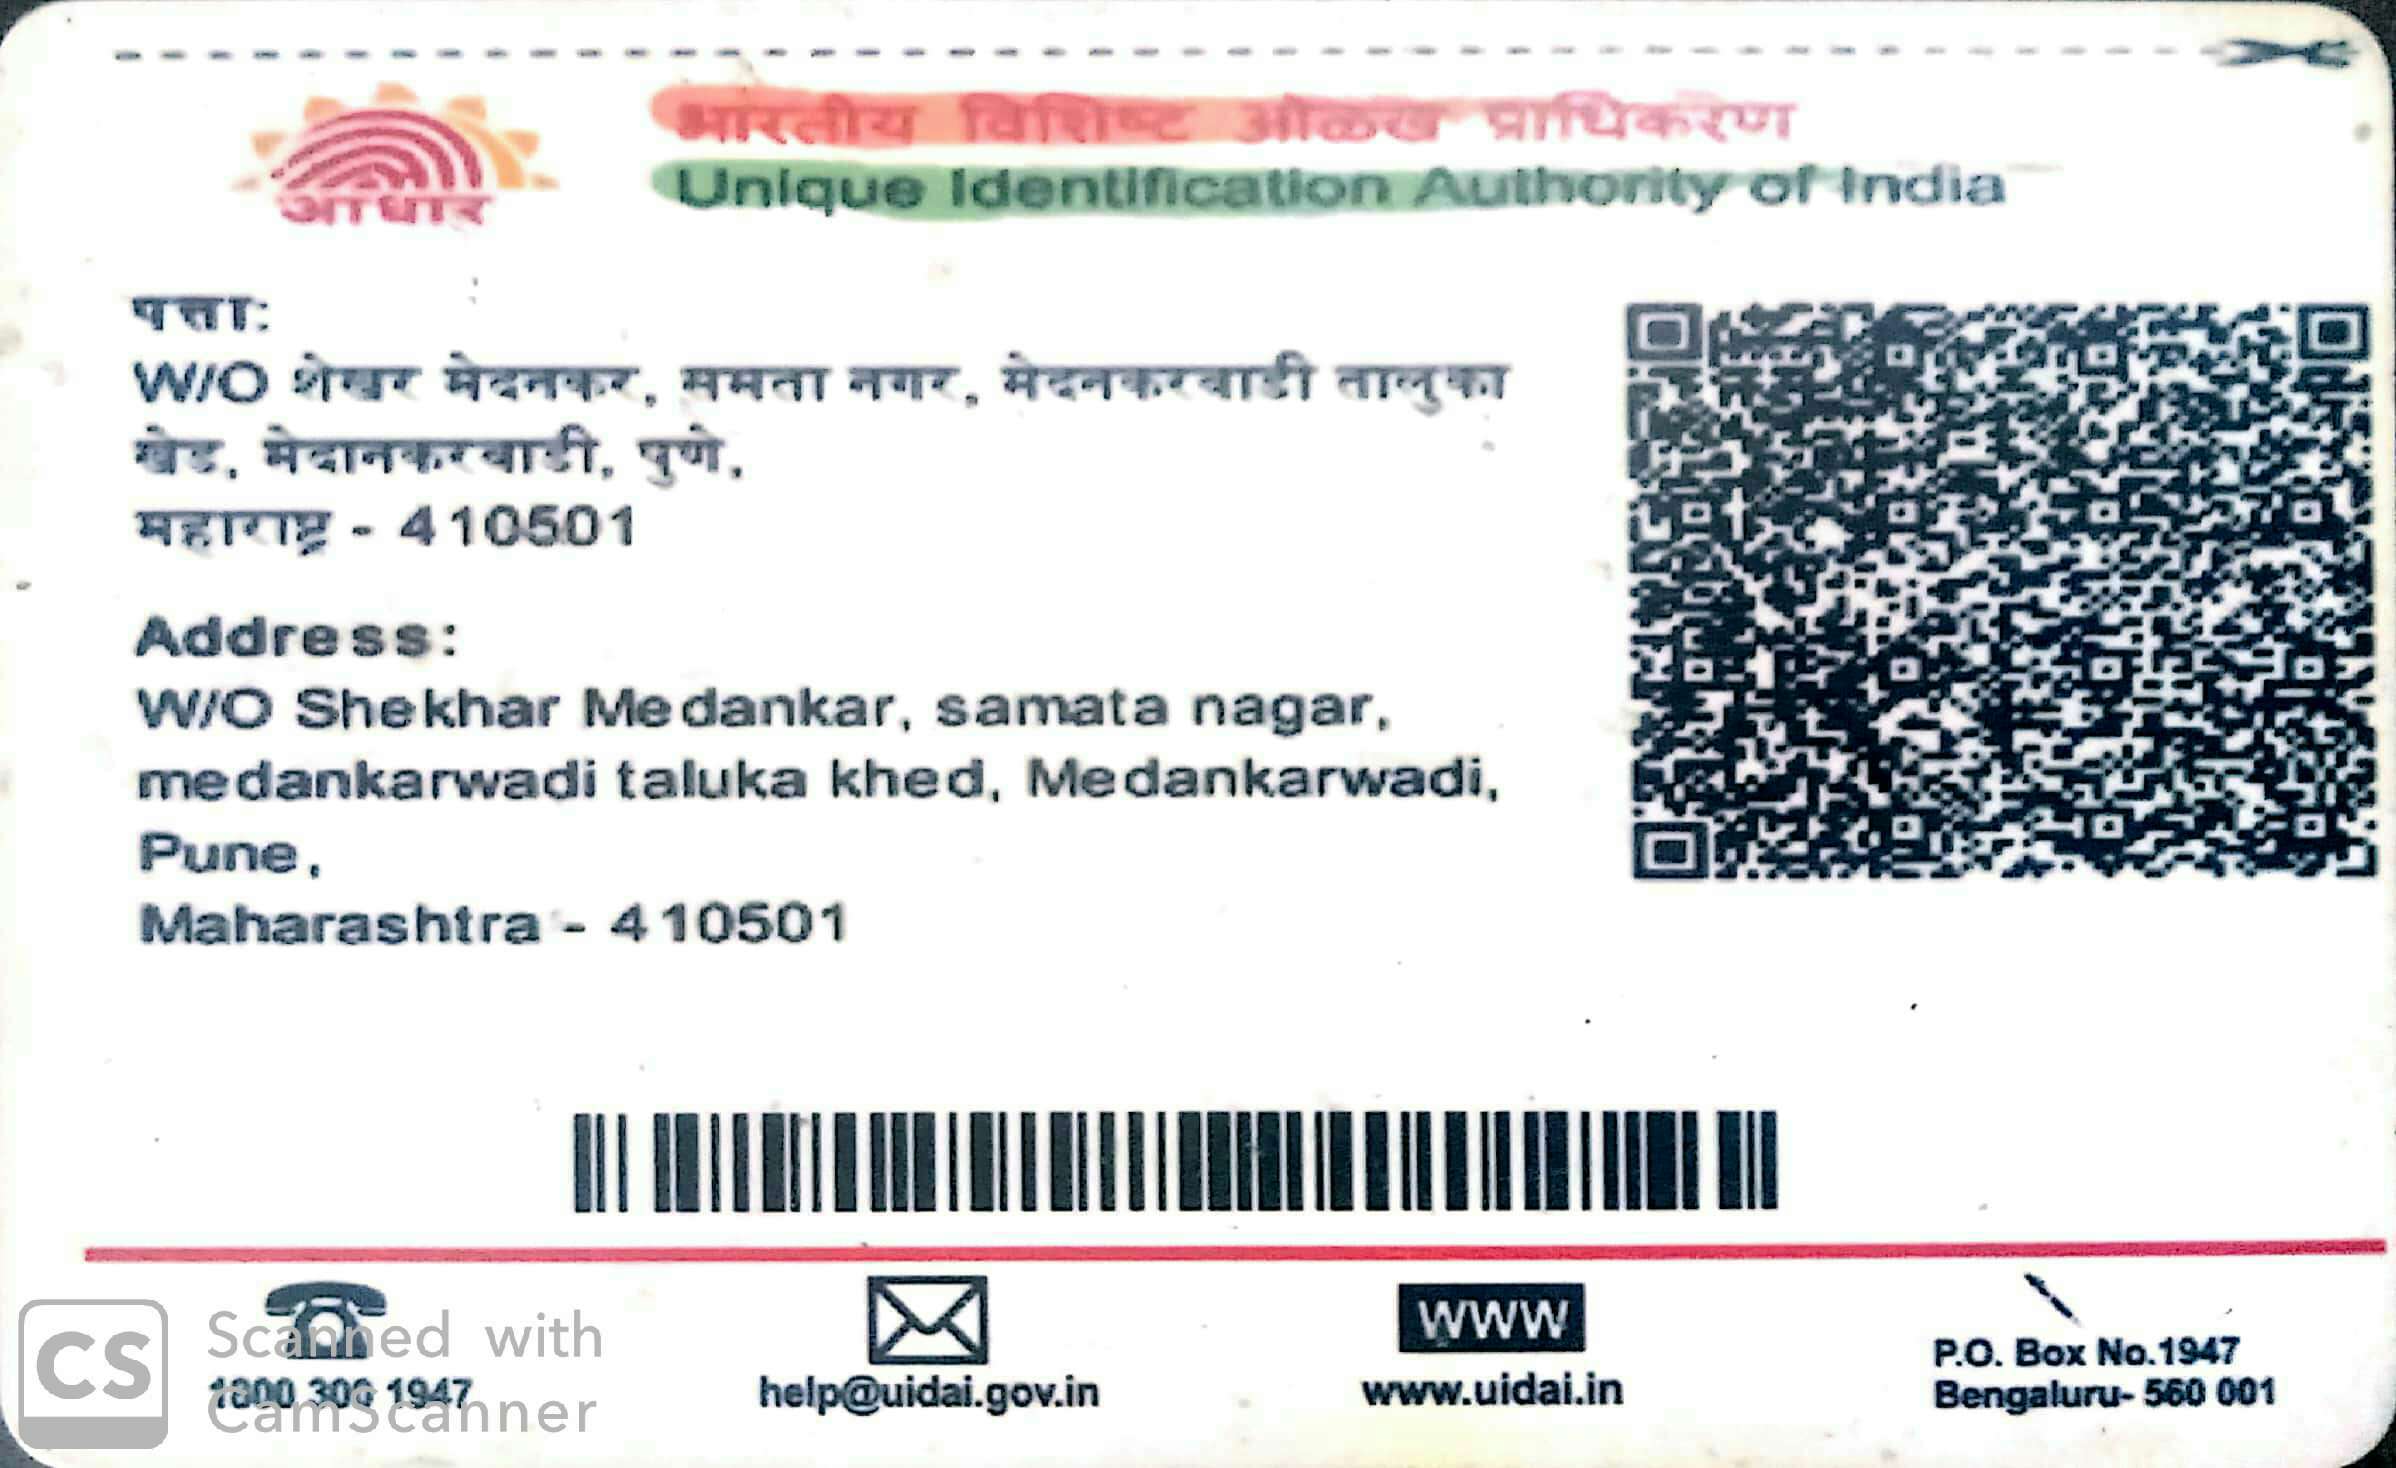 भारतीय विशिष्ट ओळख प्राधिकरण
Unique Identification Authority of India
आधार
पत्ता:
W/O शेखर मेदनकर, समता नगर, मेदनकरवाडी तालुका
खेड, मेदानकरवाडी, पुणे,
महाराष्ट्र - 410501
Address:
W/O Shekhar Medankar, samata nagar,
medankarwadi taluka khed, Medankarwadi,
Pune,
Maharashtra - 410501
1800 300 1947
help@uidai.gov.in
WWW
www.uidai.in
P.O. Box No.1947
Bengaluru- 560 001
CS
Scanned with
CamScanner